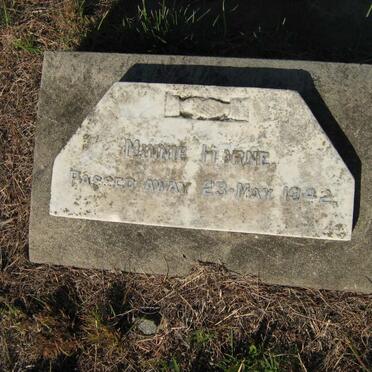 MINNIE HORNE
PASSED AWAY 23·MAY 1942